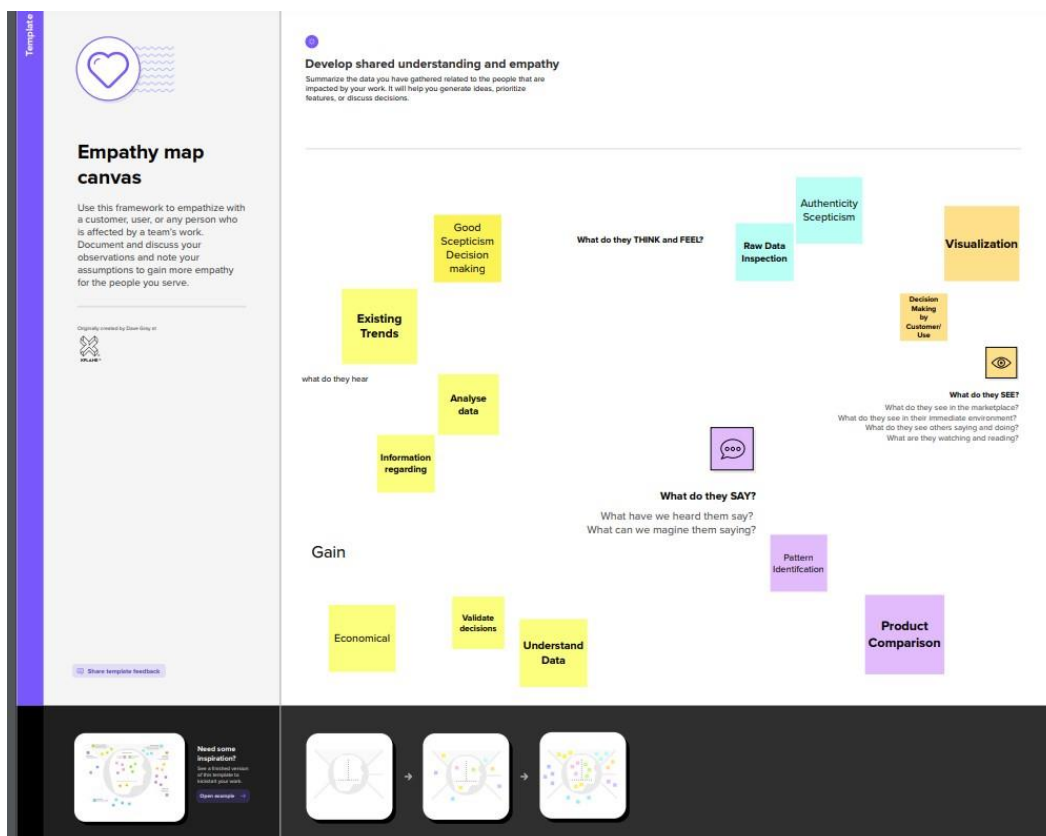 Template
Empathy map
canvas
Use this framework to empathize with
a customer, user, or any person who
is affected by a team's work.
Document and discuss your
observations and note your
assumptions to gain more empathy
for the people you serve.
Originally created by Dave Gray at
XPLANE
Share template feedback
Develop shared understanding and empathy
Summarize the data you have gathered related to the people that are
impacted by your work. It will help you generate ideas, prioritize
features, or discuss decisions.
Good
Scepticism
Decision
making
Existing
Trends
what do they hear
Analyse
data
Information
regarding
What do they THINK and FEEL?
Raw Data
Inspection
Authenticity
Scepticism
Visualization
Decision
Making
by
Customer/
Use
What do they SEE?
What do they see in the marketplace?
What do they see in their immediate environment?
What do they see others saying and doing?
What are they watching and reading?
What do they SAY?
What have we heard them say?
What can we magine them saying?
Pattern
Identifcation
Product
Comparison
Gain
Economical
Validate
decisions
Understand
Data
Need some
inspiration?
See a finished version
of this template to
kickstart your work.
Open example